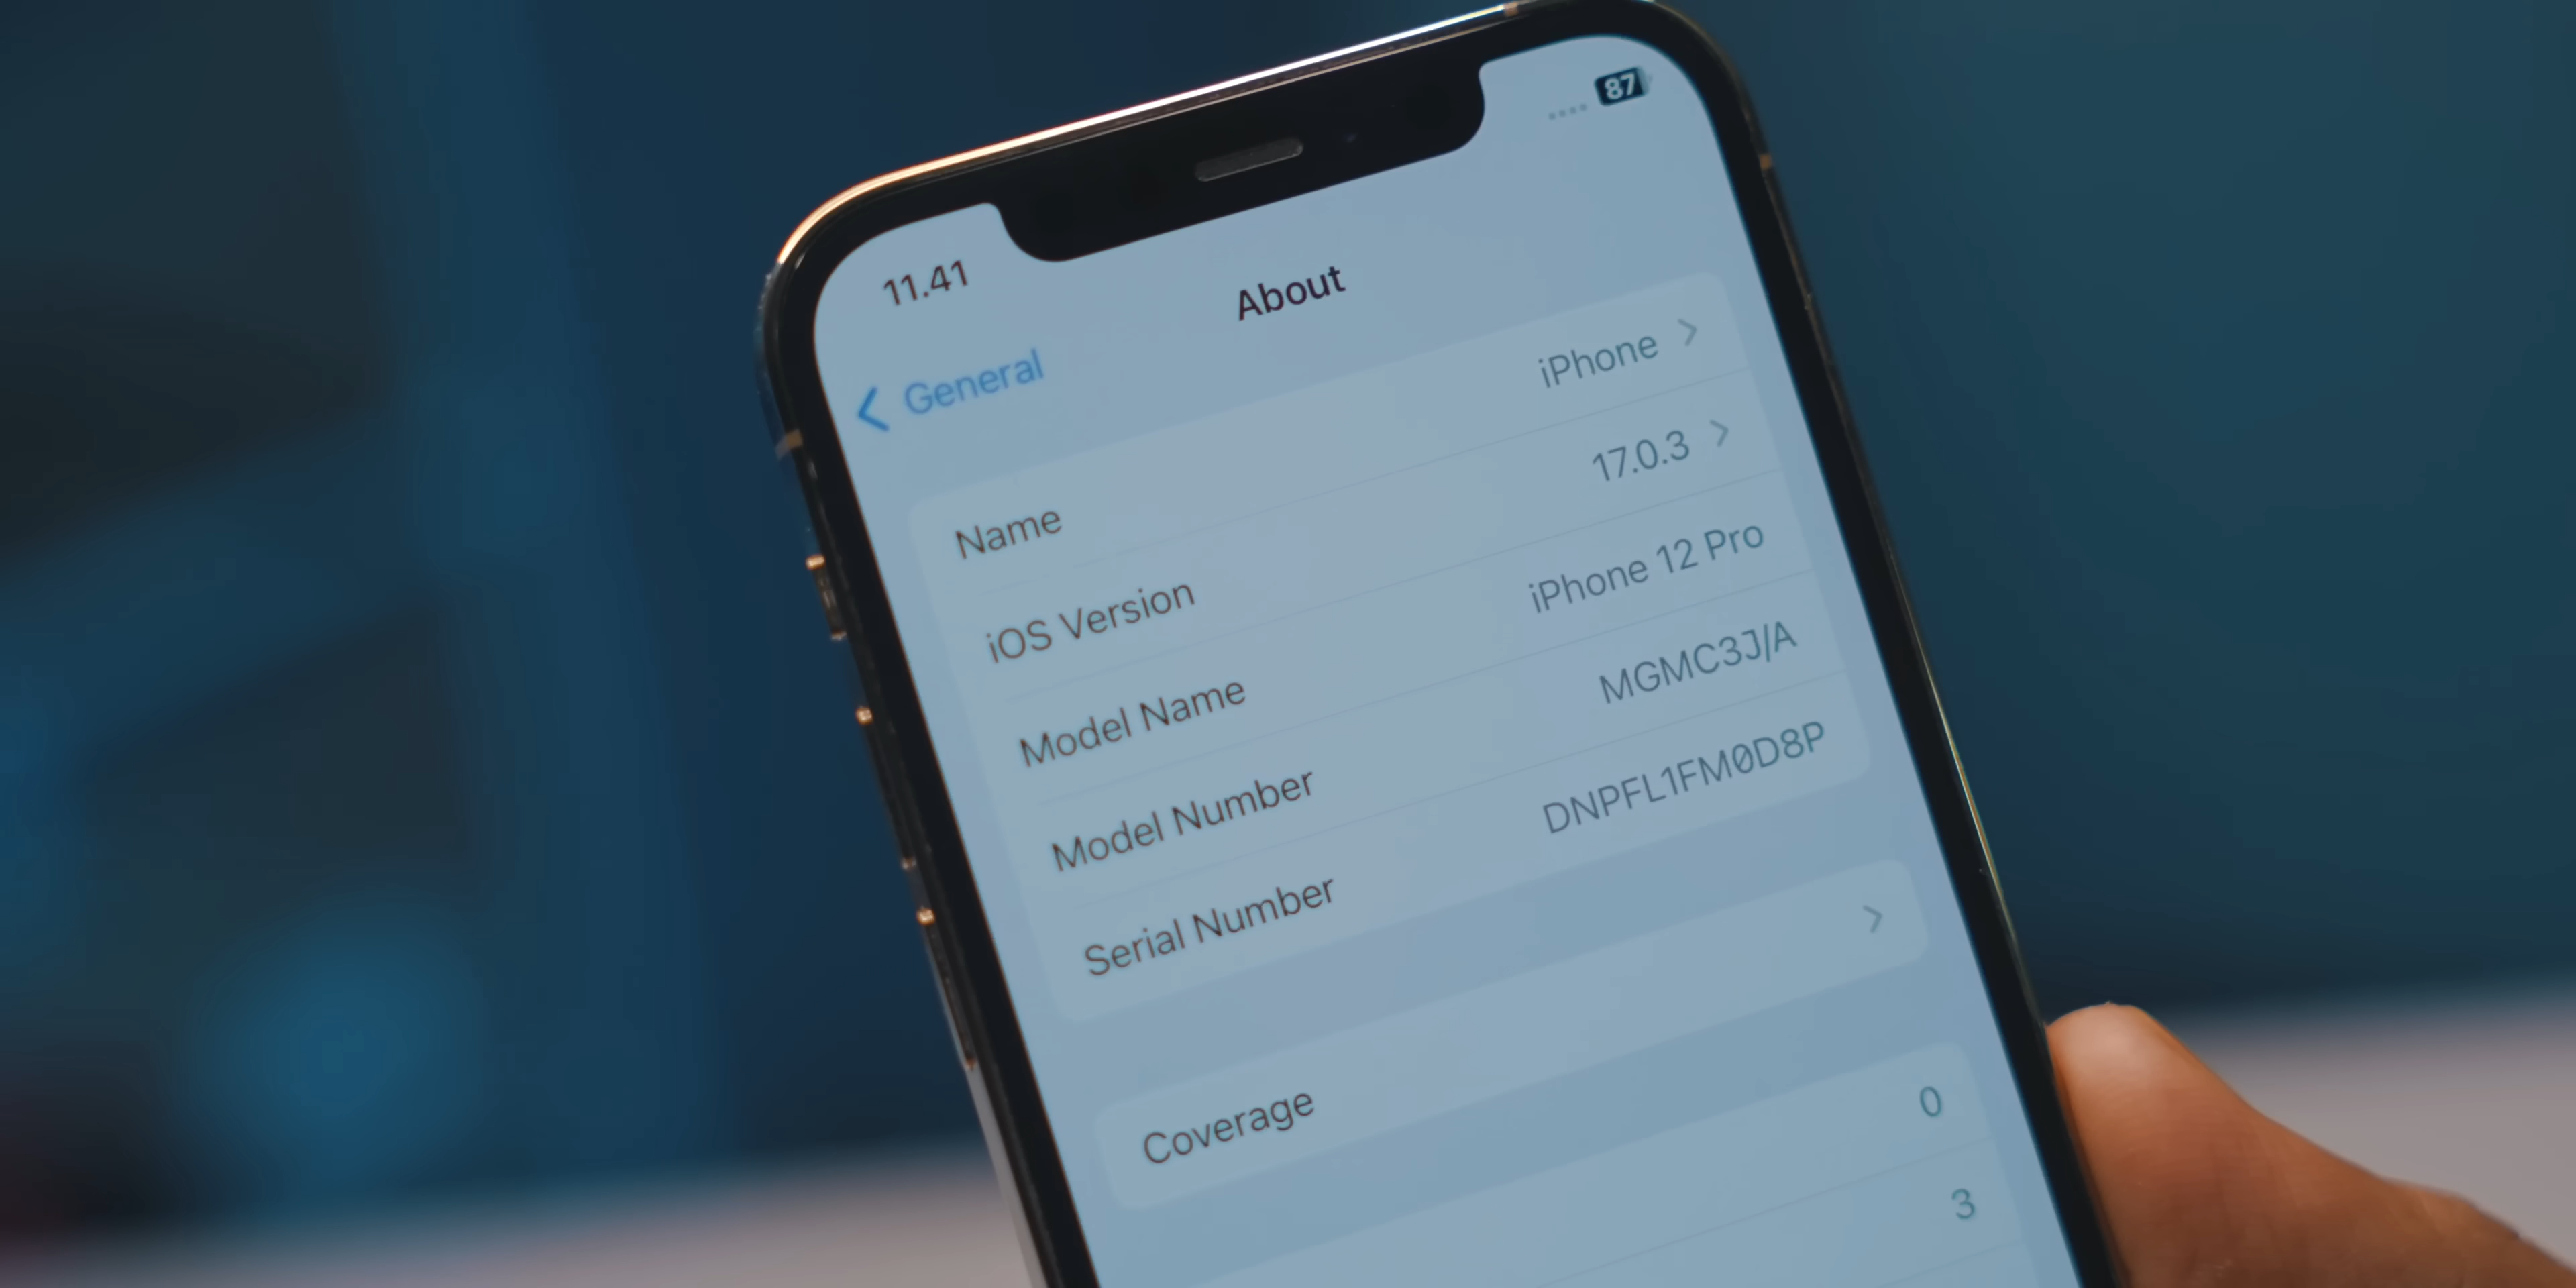 11.41
87
General
About
Name
iPhone
iOS Version
17.0.3
Model Name
iPhone 12 Pro
Model Number
MGMC3J/A
Serial Number
DNPFL1FM0D8P
Coverage
0
3